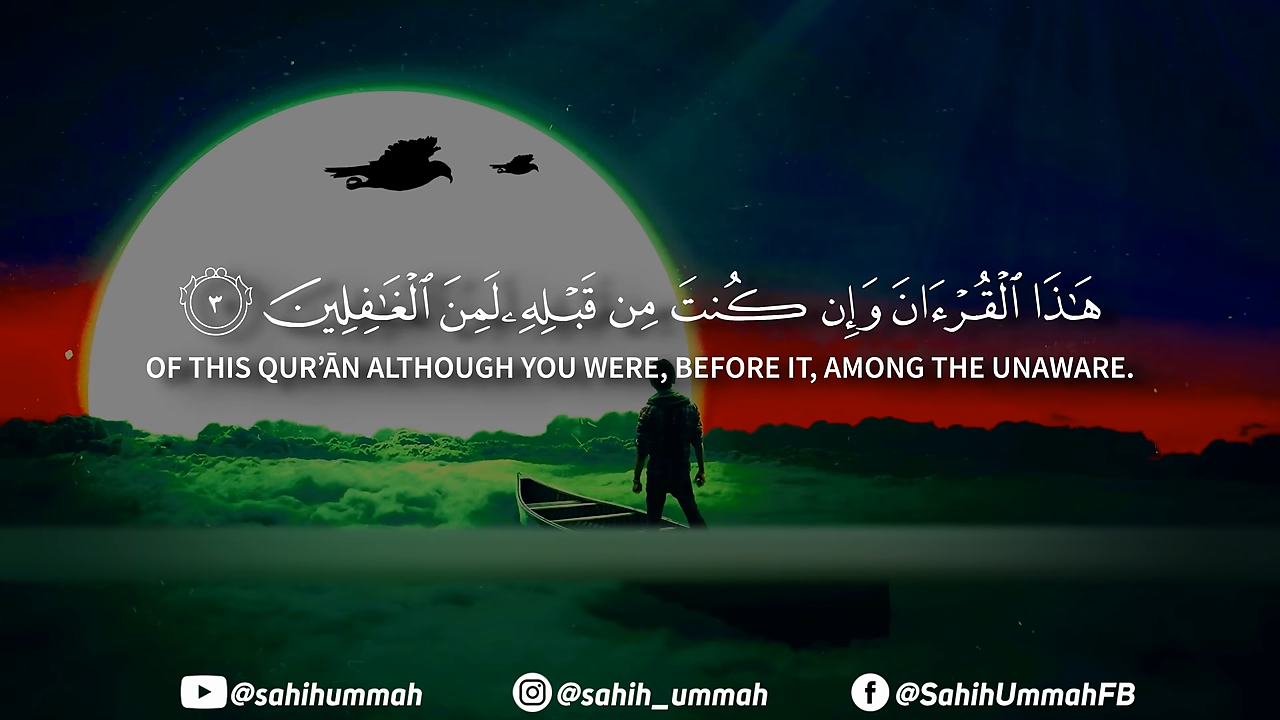 هَـٰذَا ٱلْقُرْءَانَ وَإِن كُنتَ مِن قَبْلِهِۦ لَمِنَ ٱلْغَـٰفِلِينَ ٣
OF THIS QUR’ĀN ALTHOUGH YOU WERE, BEFORE IT, AMONG THE UNAWARE.
@sahihummah @sahih_ummah @SahihUmmahFB